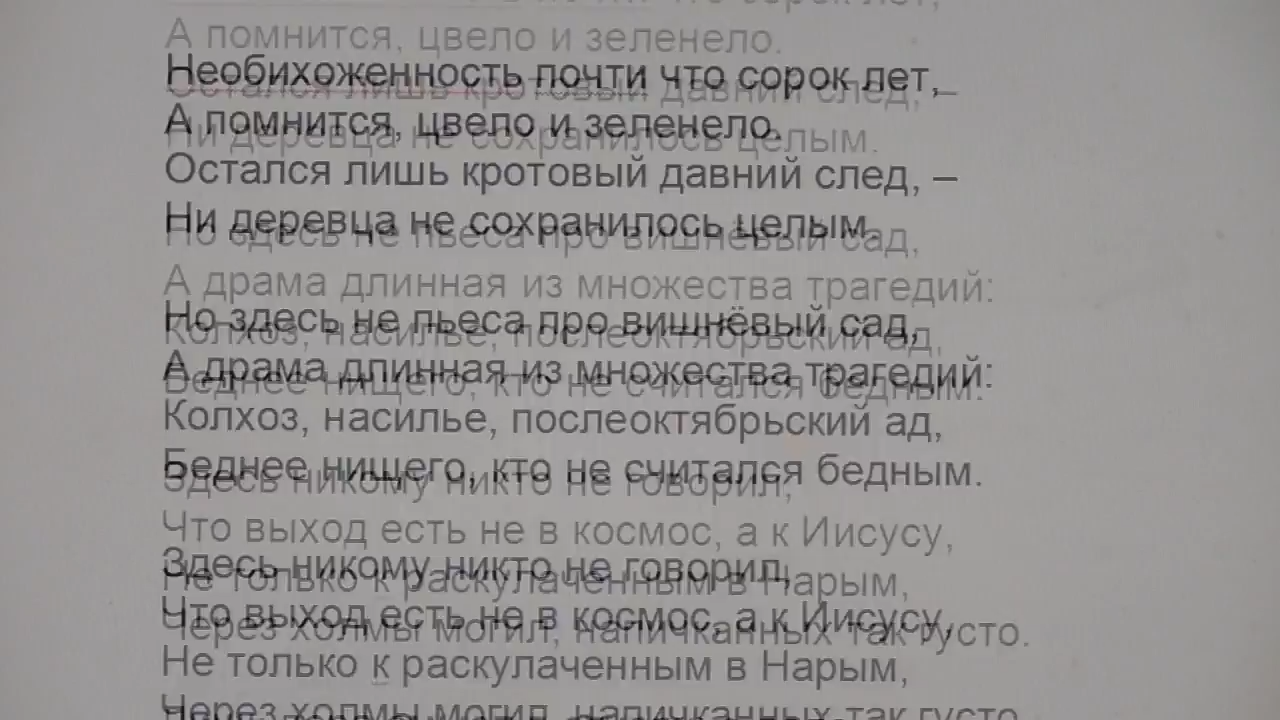 Необихоженность почти что сорок лет,
А помнится, цвело и зеленело.
Остался лишь кротовый давний след, –
Ни деревца не сохранилось целым.
Но здесь не пьеса про вишнёвый сад,
А драма длинная из множества трагедий:
Колхоз, насилье, послеоктябрьский ад,
Беднее нищего, кто не считался бедным.
Здесь никому никто не говорил,
Что выход есть не в космос, а к Иисусу,
Не только к раскулаченным в Нарым,
Через холмы могил, напичканных так густо.